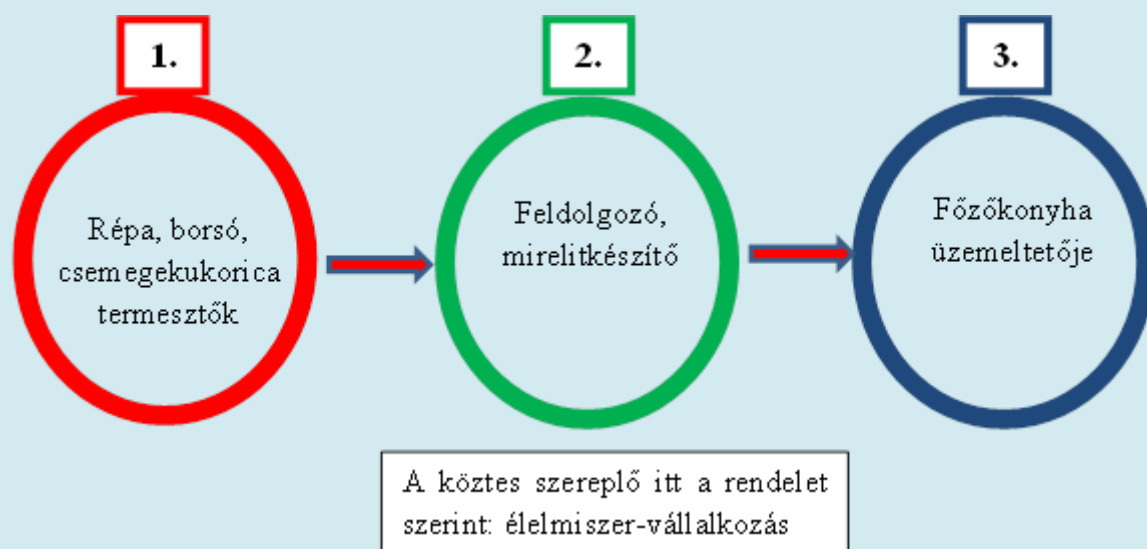 1.
Répa, borsó,
csemegekukorica
termesztők
2.
Feldolgozó,
mirelitkészítő
3.
Főzőkonyha
üzemeltetője
A köztes szereplő itt a rendelet
szerint: élelmiszer-vállalkozás